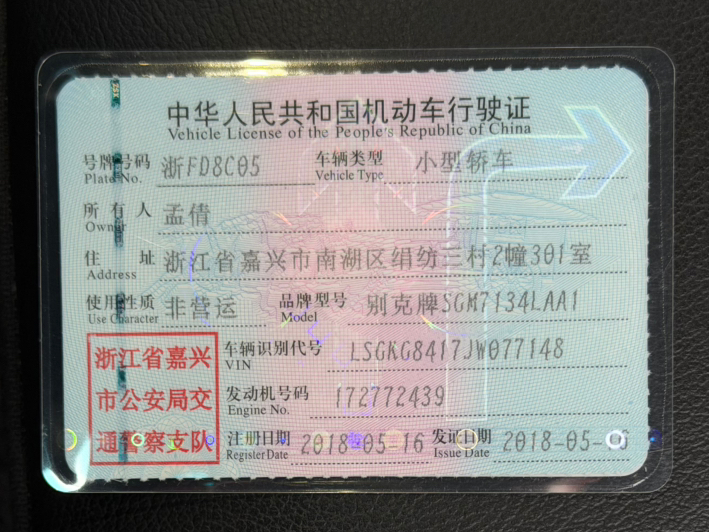 中华人民共和国机动车行驶证
Vehicle License of the People's Republic of China
号牌号码 浙FD8C05 车辆类型 小型轿车
Plate No. Vehicle Type
所有人 孟倩
Owner
住址 浙江省嘉兴市南湖区绢纺三村2幢301室
Address
使用性质 非营运 品牌型号 别克牌SGM7134LAA1
Use Character Model
浙江省嘉兴
市公安局交
通警察支队
车辆识别代号 LSGKG8417JW077148
VIN
发动机号码 172772439
Engine No.
注册日期 2018-05-16 发证日期 2018-05-16
Register Date Issue Date